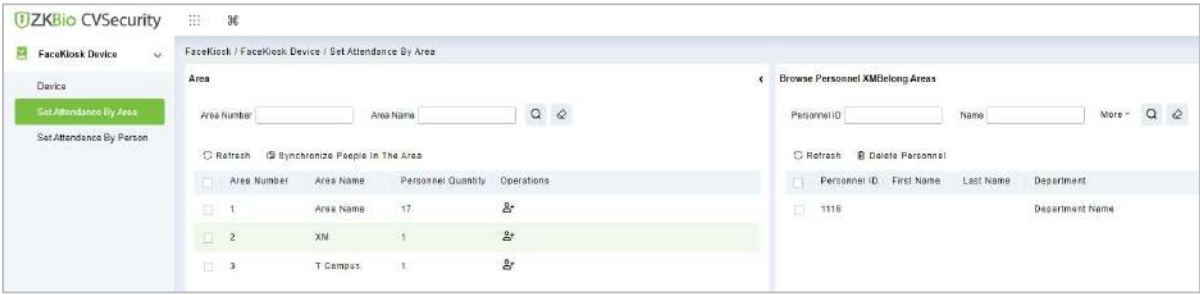 ZKBio CVSecurity
FaceKiosk Device
Device
Set Attendance By Area
Set Attendance By Person
FaceKiosk / FaceKiosk Device / Set Attendance By Area
Area
Area Number Area Name
Refresh Synchronize People In The Area
Area Number Area Name Personnel Quantity Operations
1 Area Name 17
2 XM 1
3 T Campus 1
Browse Personnel XMBelong Areas
Personnel ID Name More
Refresh Delete Personnel
Personnel ID First Name Last Name Department
1116 Department Name